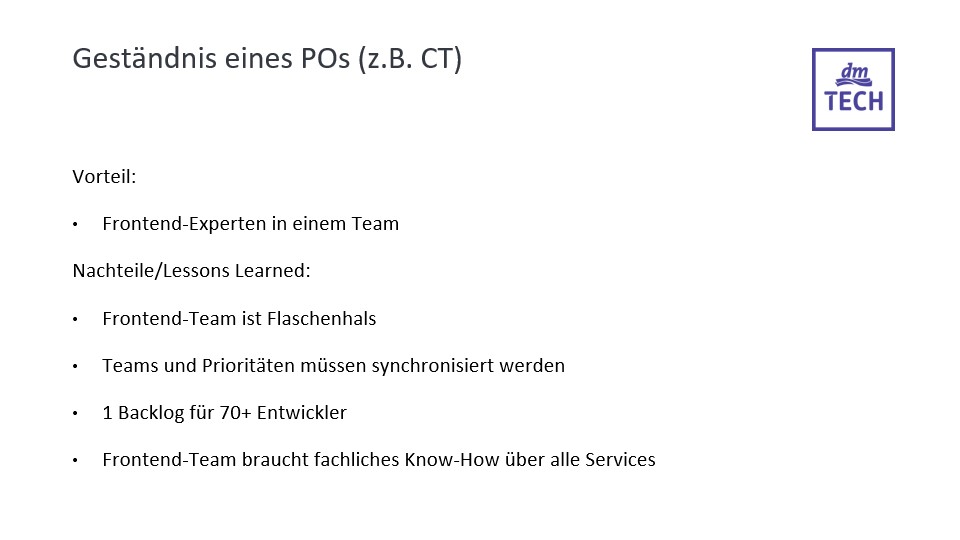 Geständnis eines POs (z.B. CT)
dm
TECH
Vorteil:
• Frontend-Experten in einem Team
Nachteile/Lessons Learned:
• Frontend-Team ist Flaschenhals
• Teams und Prioritäten müssen synchronisiert werden
• 1 Backlog für 70+ Entwickler
• Frontend-Team braucht fachliches Know-How über alle Services